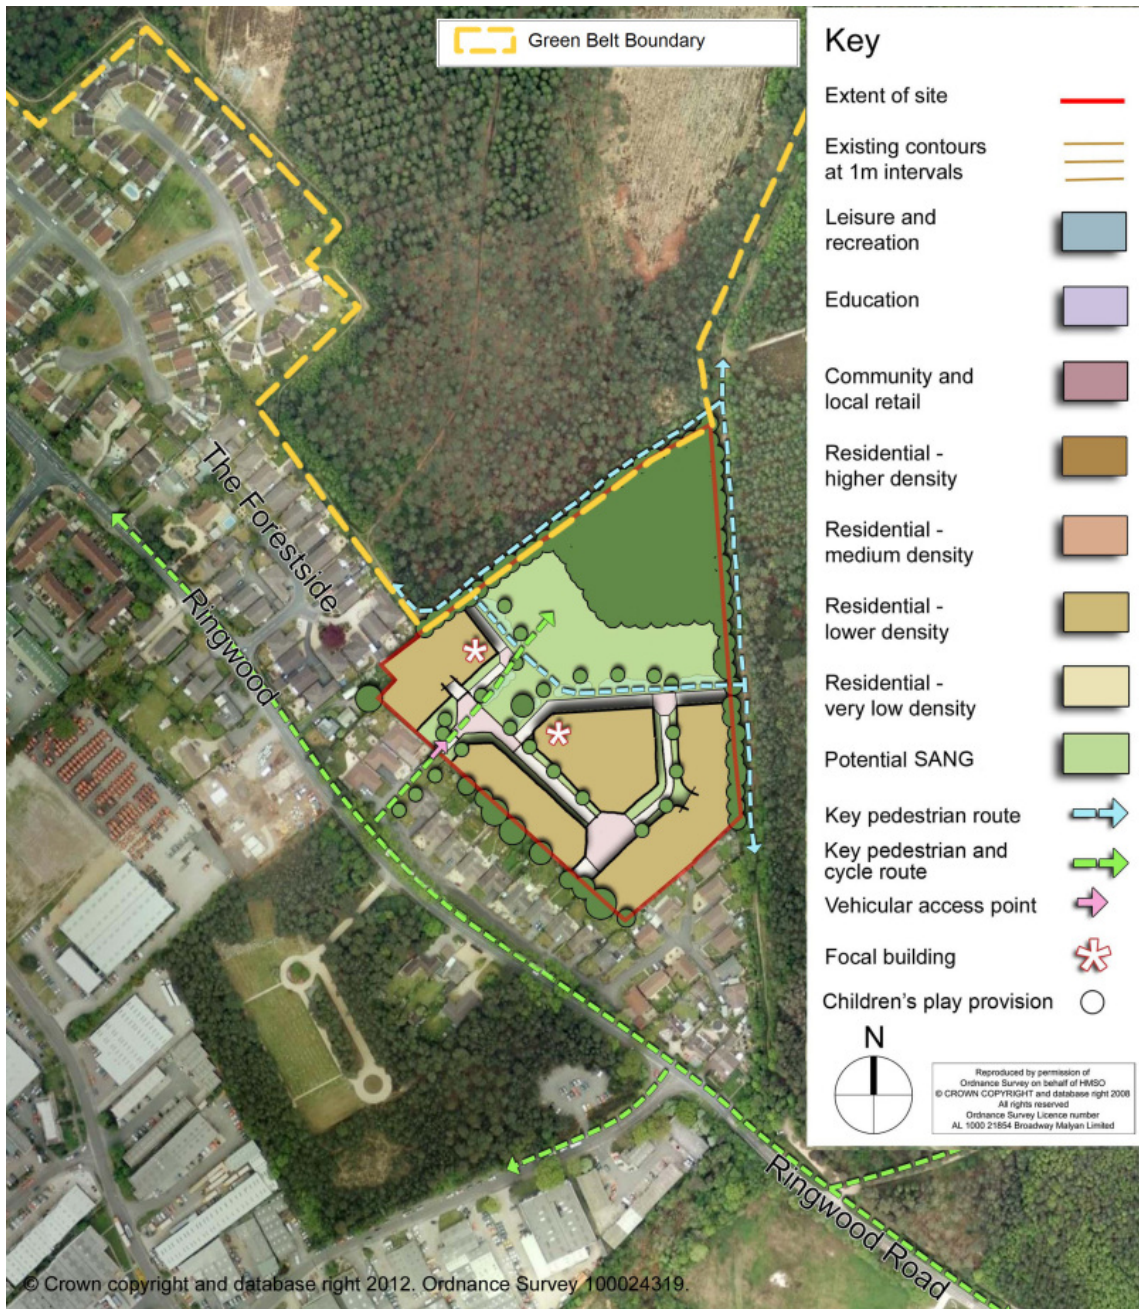 Green Belt Boundary
Key
Extent of site
Existing contours
at 1m intervals
Leisure and
recreation
Education
Community and
local retail
Residential -
higher density
Residential -
medium density
Residential -
lower density
Residential -
very low density
Potential SANG
Key pedestrian route
Key pedestrian and
cycle route
Vehicular access point
Focal building
Children's play provision
N
Reproduced by permission of
Ordnance Survey on behalf of HMSO
© CROWN COPYRIGHT and database right 2008
All rights reserved
Ordnance Survey Licence number
AL 1000 21854 Broadway Malyan Limited
The Forestside
Ringwood
Ringwood Road
© Crown copyright and database right 2012. Ordnance Survey 100024319.